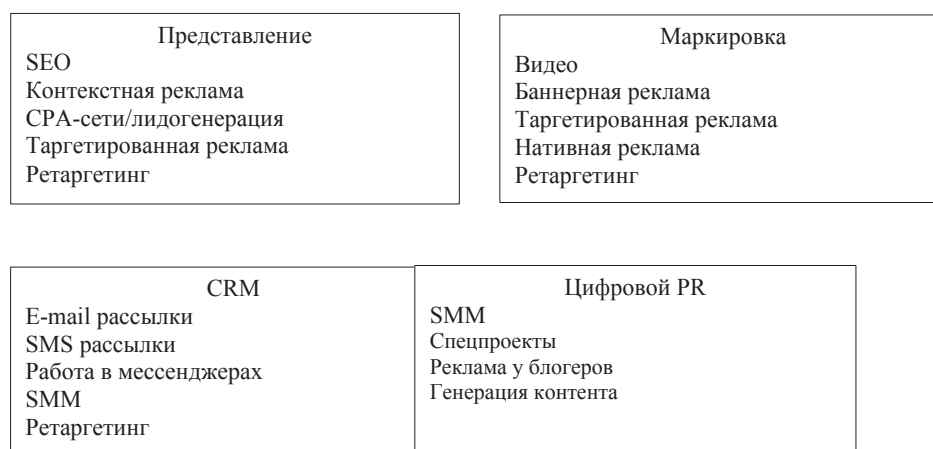 Представление
SEO
Контекстная реклама
CPA-сети/лидогенерация
Таргетированная реклама
Ретаргетинг
Маркировка
Видео
Баннерная реклама
Таргетированная реклама
Нативная реклама
Ретаргетинг
CRM
E-mail рассылки
SMS рассылки
Работа в мессенджерах
SMM
Ретаргетинг
Цифровой PR
SMM
Спецпроекты
Реклама у блогеров
Генерация контента